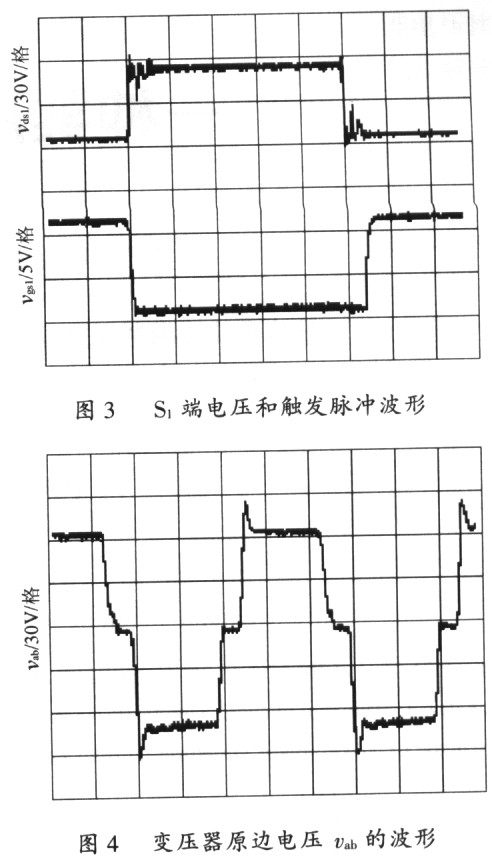 vds1/30V/格
vgs1/5V/格
图 3 S1 端电压和触发脉冲波形
vab/30V/格
图 4 变压器原边电压 vab 的波形